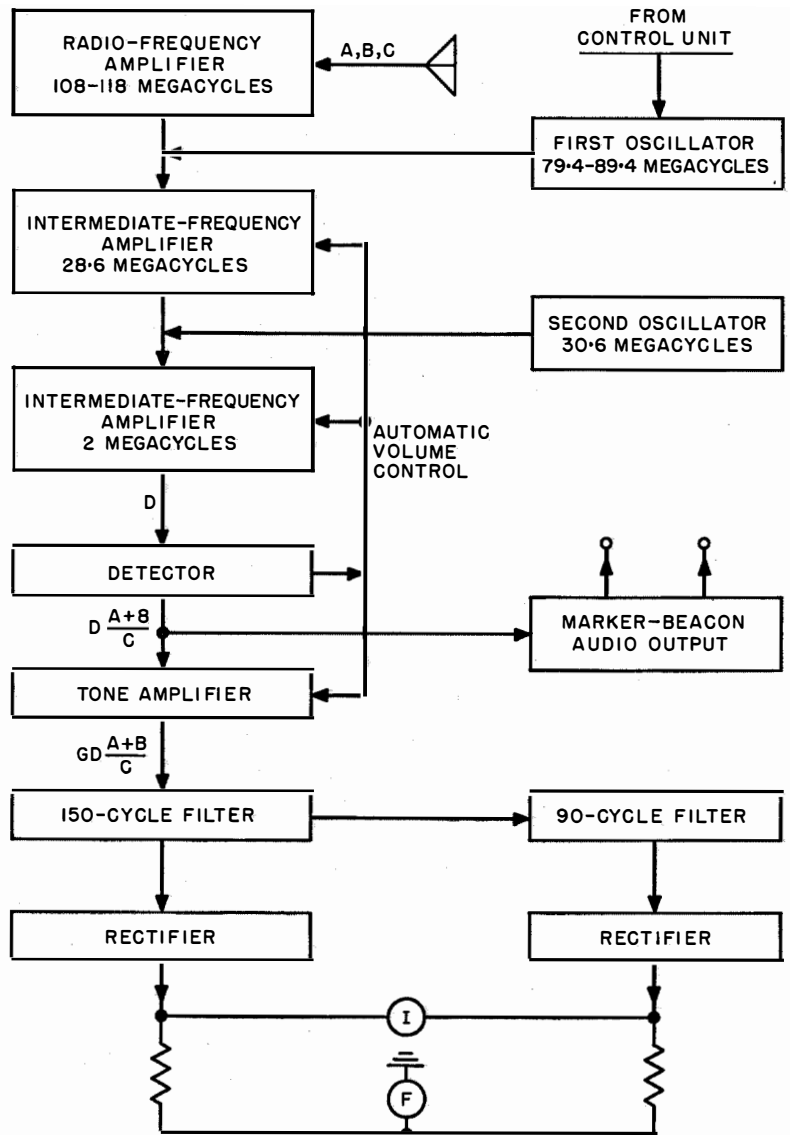 RADIO-FREQUENCY
AMPLIFIER
108-118 MEGACYCLES
A,B,C
FROM
CONTROL UNIT
FIRST OSCILLATOR
79·4-89·4 MEGACYCLES
INTERMEDIATE-FREQUENCY
AMPLIFIER
28·6 MEGACYCLES
SECOND OSCILLATOR
30·6 MEGACYCLES
INTERMEDIATE-FREQUENCY
AMPLIFIER
2 MEGACYCLES
AUTOMATIC
VOLUME
CONTROL
D
DETECTOR
D A+8
C
MARKER-BEACON
AUDIO OUTPUT
TONE AMPLIFIER
GD A+B
C
150-CYCLE FILTER
90-CYCLE FILTER
RECTIFIER
RECTIFIER
I
F